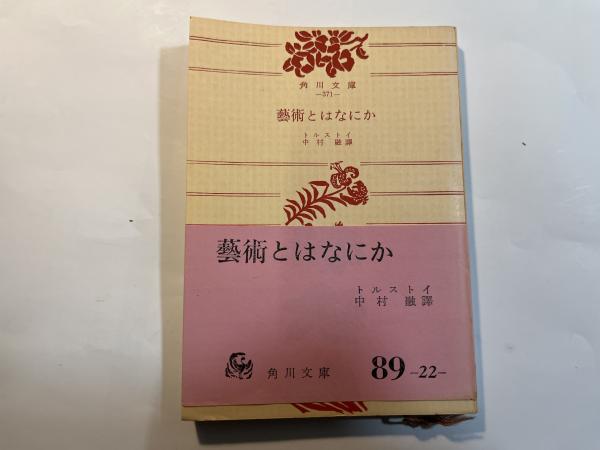 角川文庫
—371—
藝術とはなにか
トルストイ
中村 融譯
藝術とはなにか
トルストイ
中村 融譯
角川文庫
89 —22—